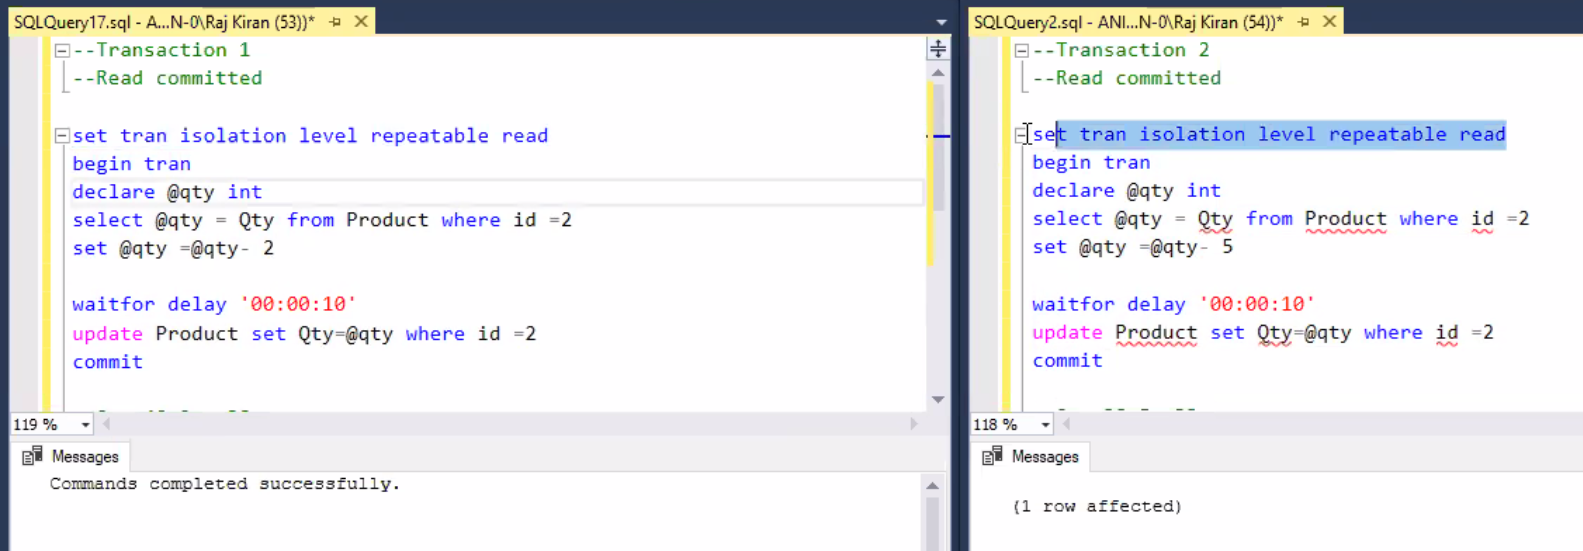 SQLQuery17.sql - A...N-0\Raj Kiran (53))*
--Transaction 1
--Read committed
set tran isolation level repeatable read
begin tran
declare @qty int
select @qty = Qty from Product where id =2
set @qty =@qty- 2
waitfor delay '00:00:10'
update Product set Qty=@qty where id =2
commit
119 %
Messages
Commands completed successfully.
SQLQuery2.sql - ANI...N-0\Raj Kiran (54))*
--Transaction 2
--Read committed
set tran isolation level repeatable read
begin tran
declare @qty int
select @qty = Qty from Product where id =2
set @qty =@qty- 5
waitfor delay '00:00:10'
update Product set Qty=@qty where id =2
commit
118 %
Messages
(1 row affected)